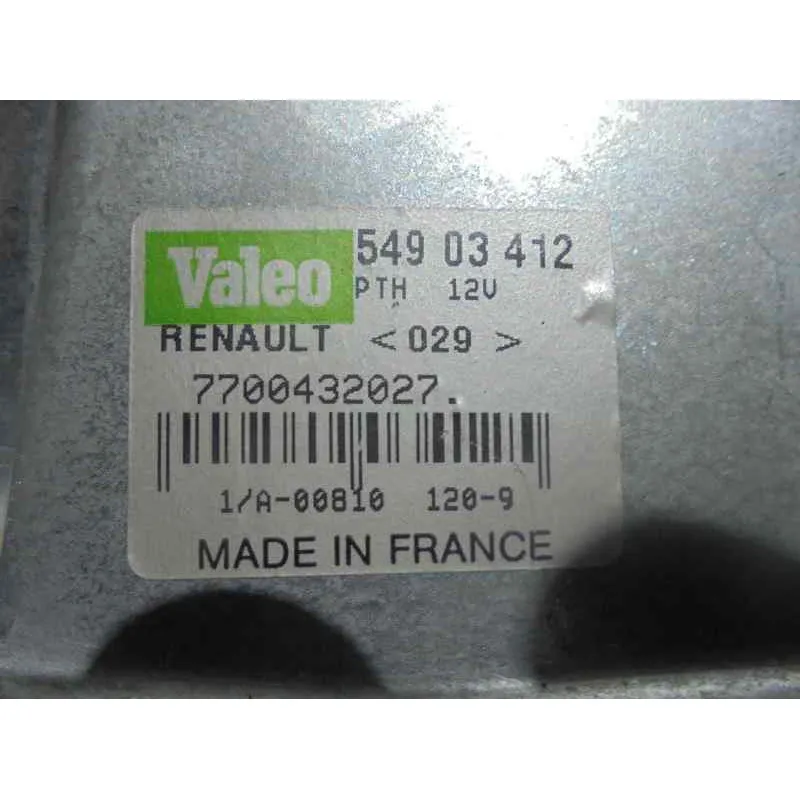 Valeo 549 03 412
PTH 12V
RENAULT <029>
7700432027.
1/A-00810 120-9
MADE IN FRANCE